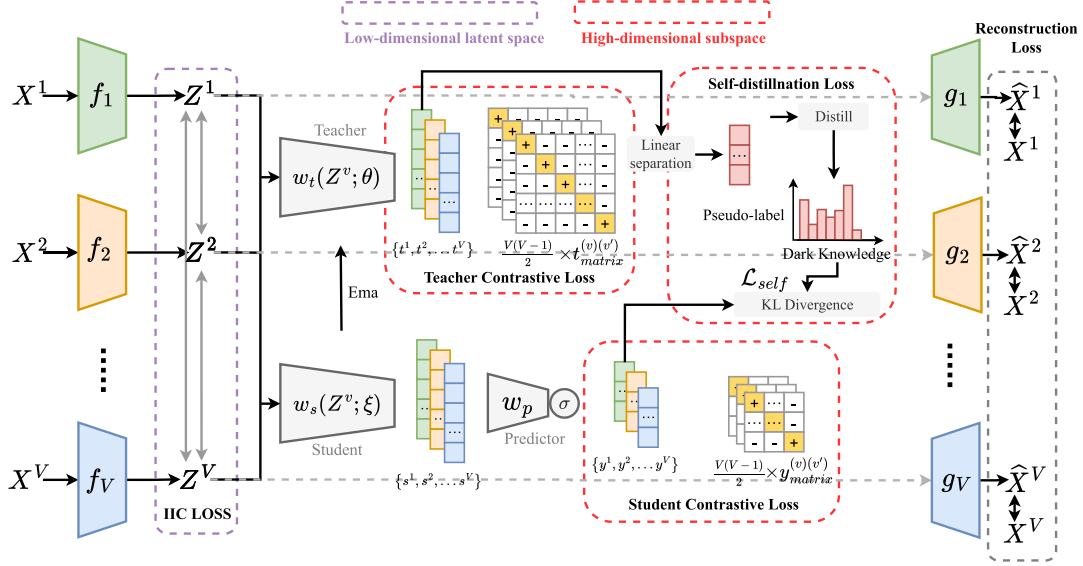 Low-dimensional latent space
High-dimensional subspace
Reconstruction
Loss
X^1
f_1
Z^1
Teacher
w_t(Z^v;θ)
{t^1,t^2,...t^V}
V(V−1)/2 × t_matrix^(v)(v')
Teacher Contrastive Loss
Self-distillnation Loss
Linear
separation
...
Distill
Pseudo-label
Dark Knowledge
L_self
KL Divergence
g_1
X̂^1
X^1
X^2
f_2
Z^2
g_2
X̂^2
X^2
Ema
w_s(Z^v;ξ)
Student
{s^1,s^2,...s^V}
w_p
σ
Predictor
{y^1,y^2,...y^V}
V(V−1)/2 × y_matrix^(v)(v')
Student Contrastive Loss
X^V
f_V
Z^V
IIC LOSS
g_V
X̂^V
X^V